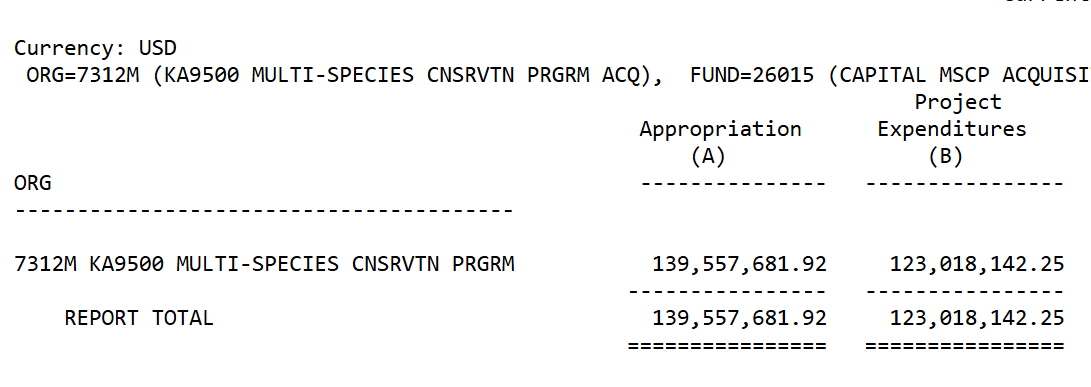 Currency: USD
ORG=7312M (KA9500 MULTI-SPECIES CNSRVTN PRGRM ACQ),  FUND=26015 (CAPITAL MSCP
Project
Appropriation Expenditures
(A) (B)
ORG --------------- ----------------
----------------------------------------
7312M KA9500 MULTI-SPECIES CNSRVTN PRGRM 139,557,681.92 123,018,142.25
---------------- ----------------
REPORT TOTAL 139,557,681.92 123,018,142.25
================ ================